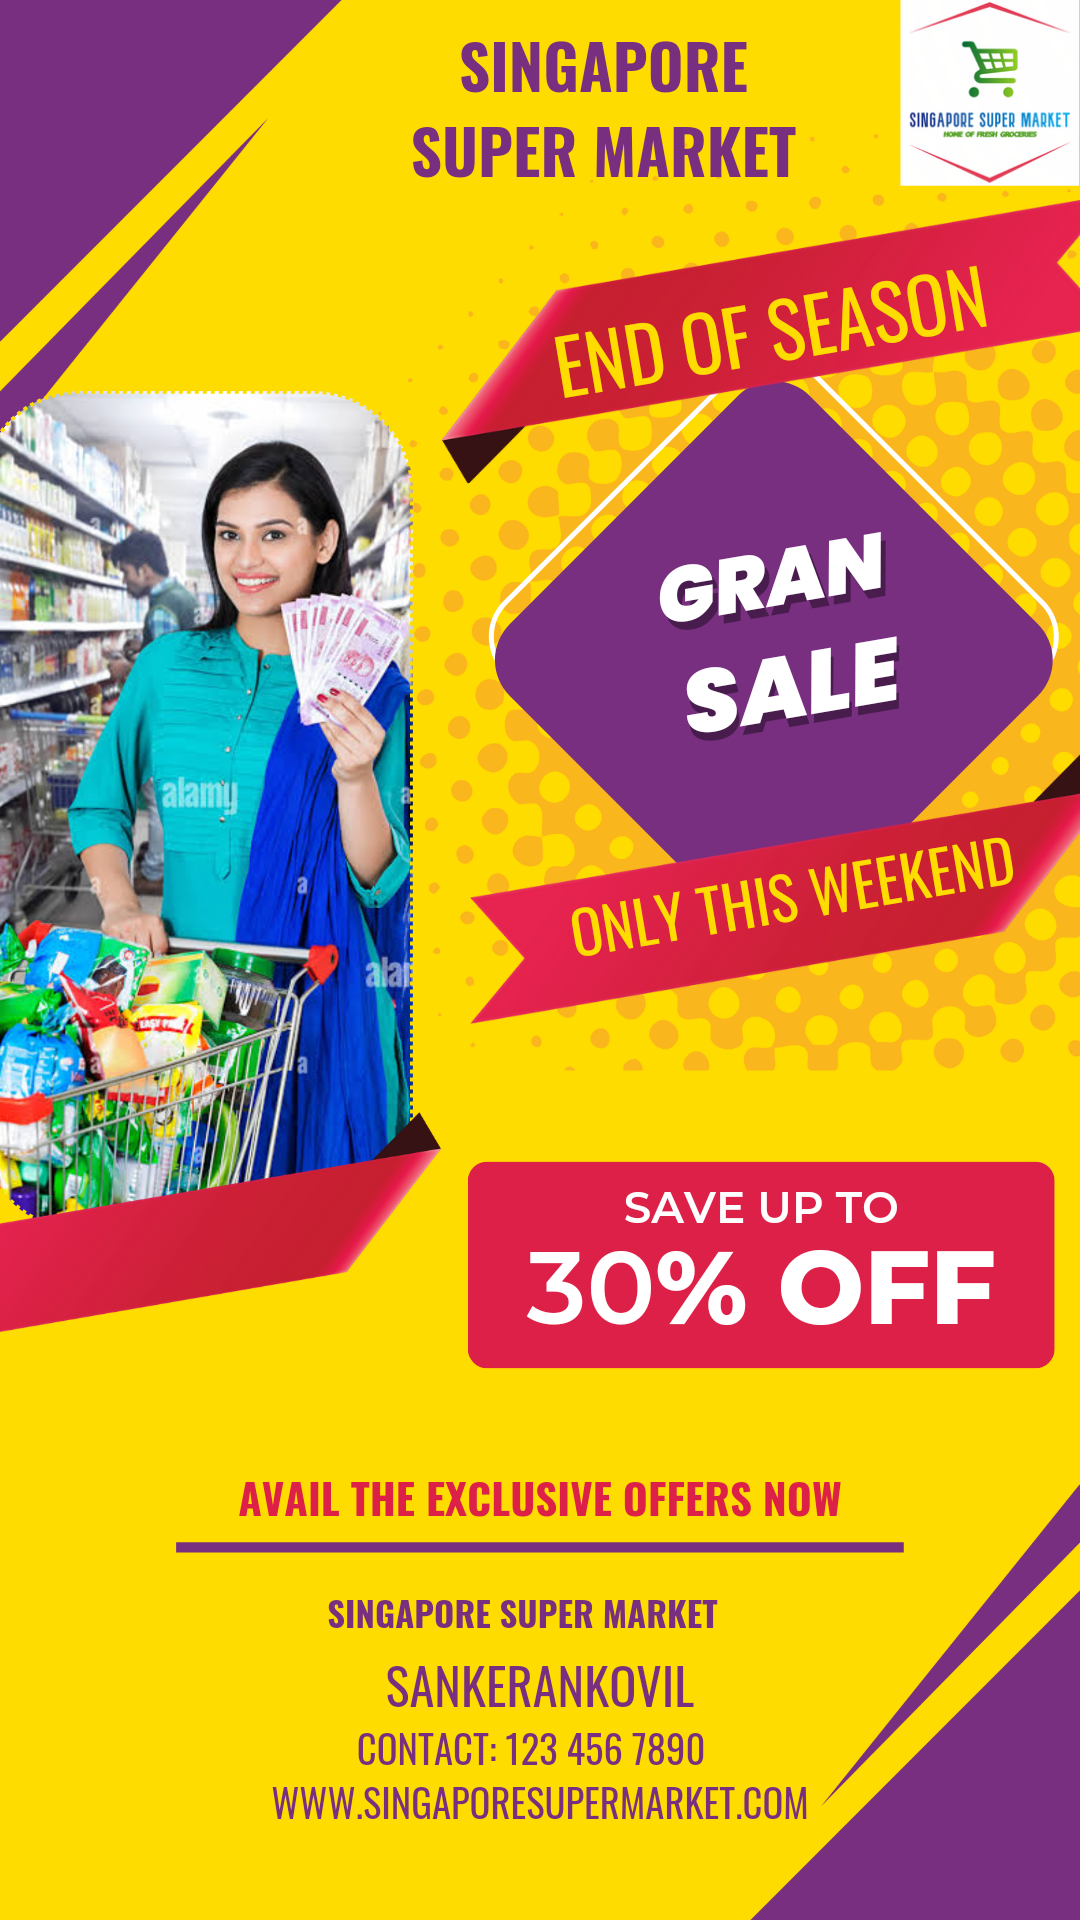 SINGAPORE
SUPER MARKET
SINGAPORE SUPER MARKET
HOME OF FRESH GROCERIES
END OF SEASON
GRAN
SALE
ONLY THIS WEEKEND
alamy
a
a
a
a
a
a
EASY
SAVE UP TO
30% OFF
AVAIL THE EXCLUSIVE OFFERS NOW
SINGAPORE SUPER MARKET
SANKERANKOVIL
CONTACT: 123 456 7890
WWW.SINGAPORESUPERMARKET.COM